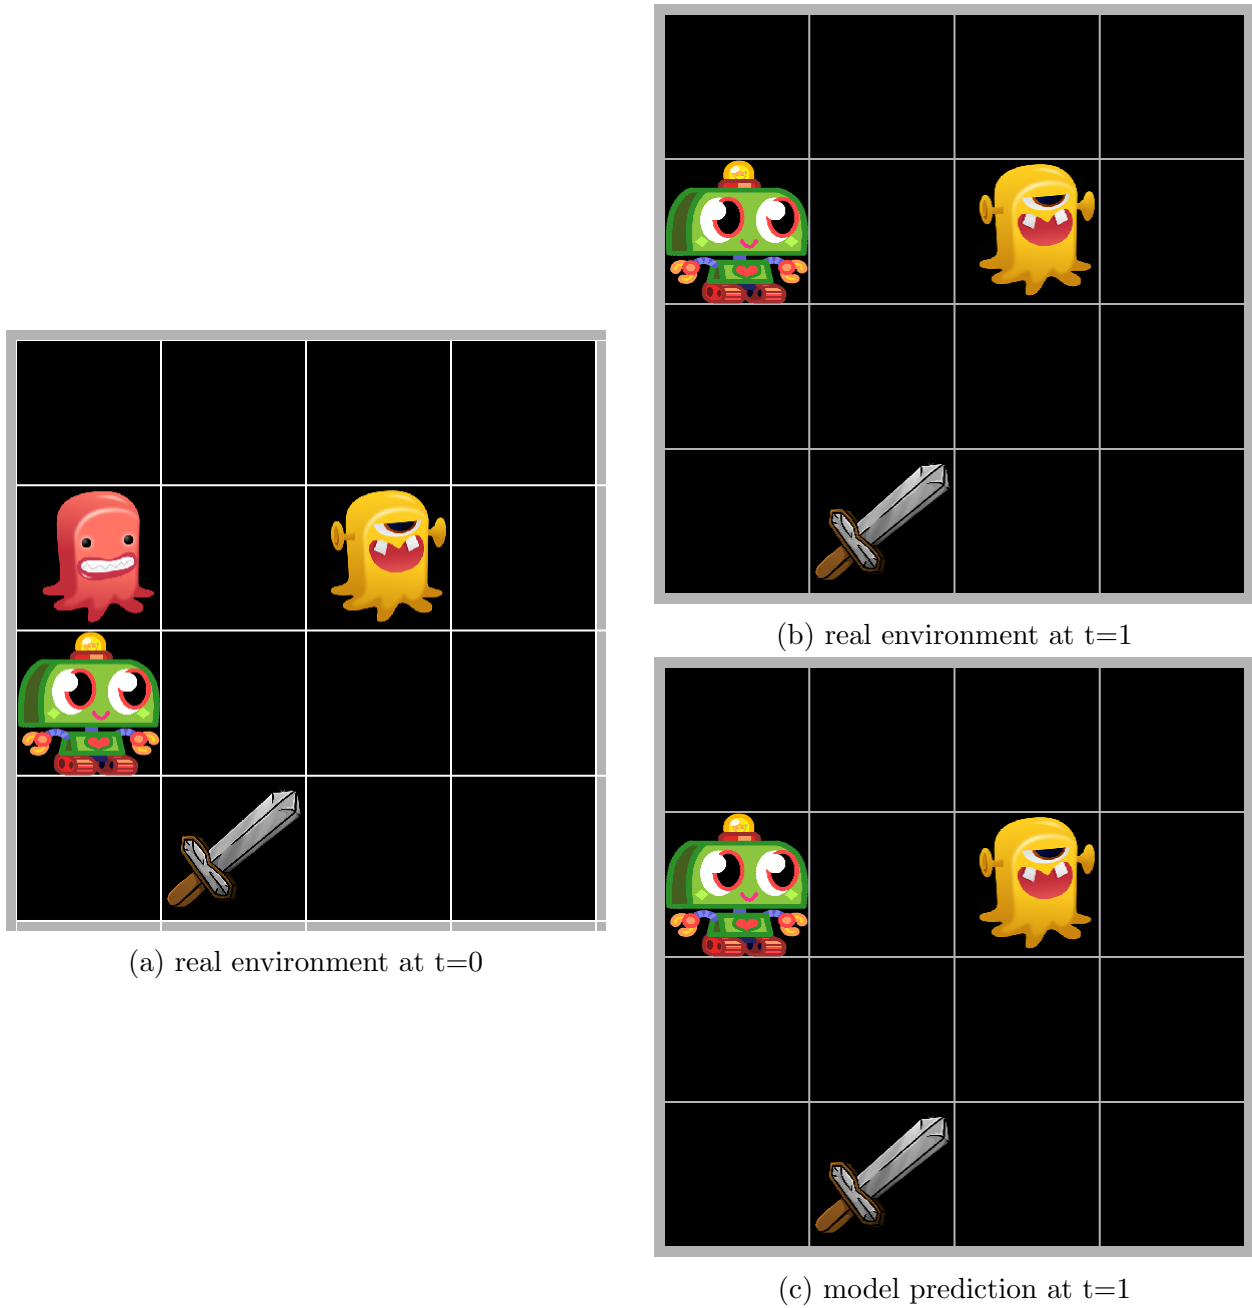 (b) real environment at t=1
(a) real environment at t=0
(c) model prediction at t=1